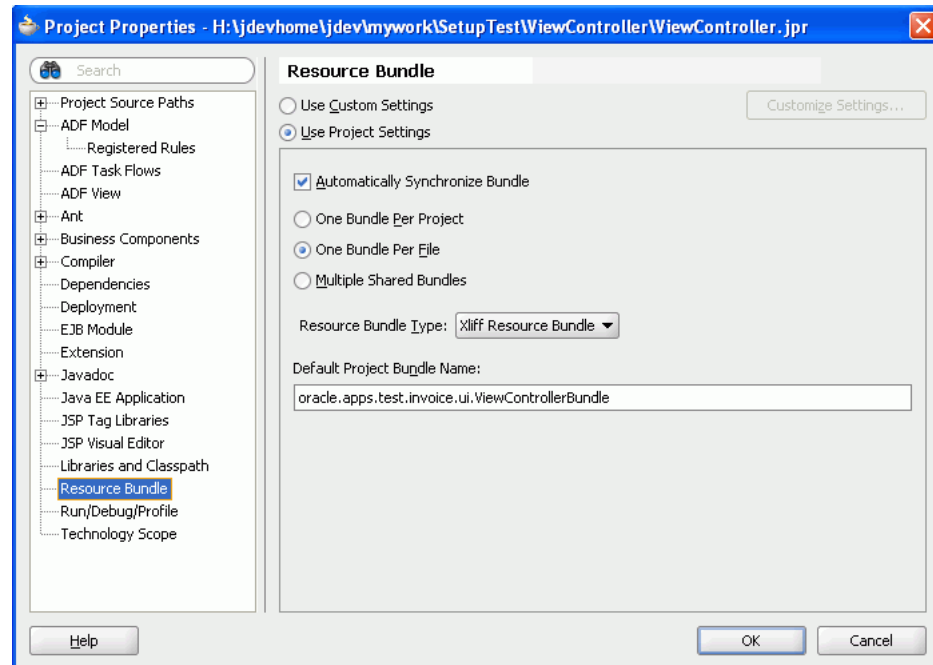 Project Properties - H:\jdevhome\jdev\mywork\SetupTest\ViewController\ViewController.jpr
Search
Project Source Paths
ADF Model
Registered Rules
ADF Task Flows
ADF View
Ant
Business Components
Compiler
Dependencies
Deployment
EJB Module
Extension
Javadoc
Java EE Application
JSP Tag Libraries
JSP Visual Editor
Libraries and Classpath
Resource Bundle
Run/Debug/Profile
Technology Scope
Resource Bundle
Use Custom Settings
Customize Settings...
Use Project Settings
Automatically Synchronize Bundle
One Bundle Per Project
One Bundle Per File
Multiple Shared Bundles
Resource Bundle Type: Xliff Resource Bundle
Default Project Bundle Name:
oracle.apps.test.invoice.ui.ViewControllerBundle
Help
OK
Cancel